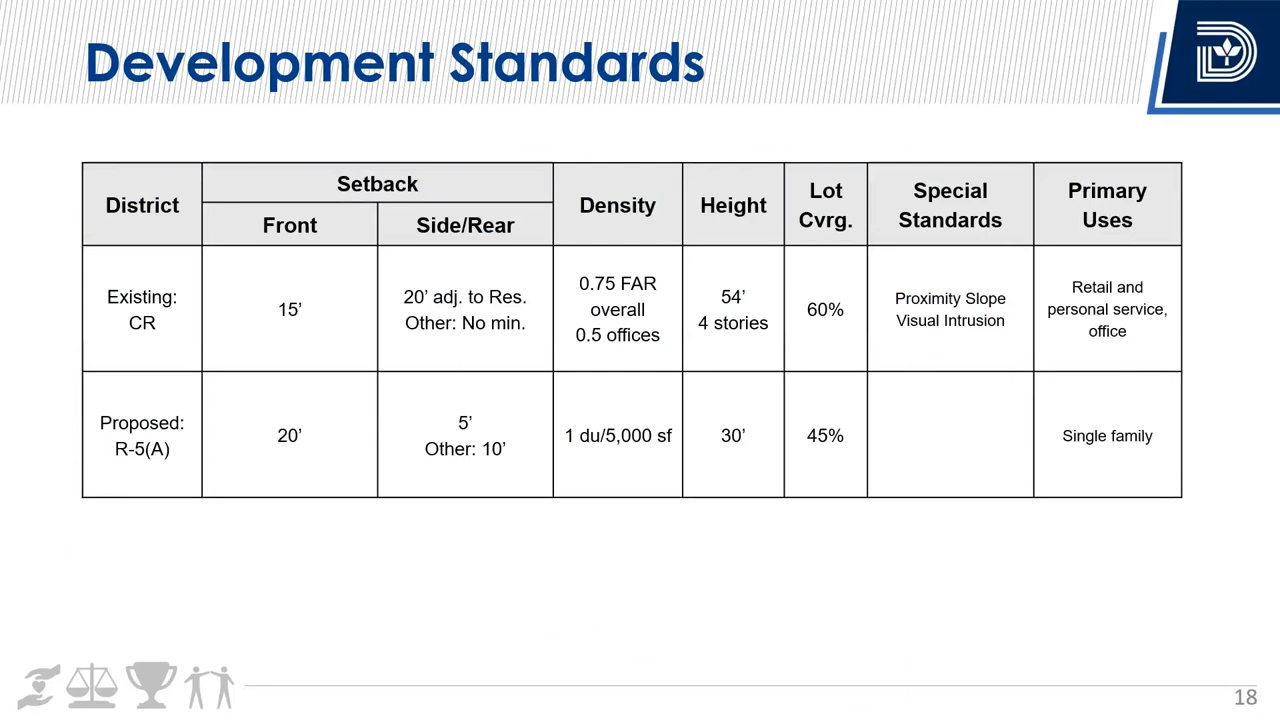 Development Standards
District
Setback
Front
Side/Rear
Density
Height
Lot
Cvrg.
Special
Standards
Primary
Uses
Existing:
CR
15’
20’ adj. to Res.
Other: No min.
0.75 FAR
overall
0.5 offices
54’
4 stories
60%
Proximity Slope
Visual Intrusion
Retail and
personal service,
office
Proposed:
R-5(A)
20’
5’
Other: 10’
1 du/5,000 sf
30’
45%
Single family
18